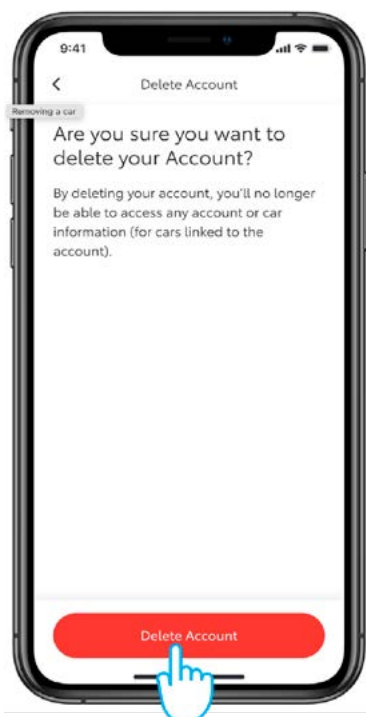 9:41
Delete Account
Removing a car
Are you sure you want to
delete your Account?
By deleting your account, you'll no longer
be able to access any account or car
information (for cars linked to the
account).
Delete Account